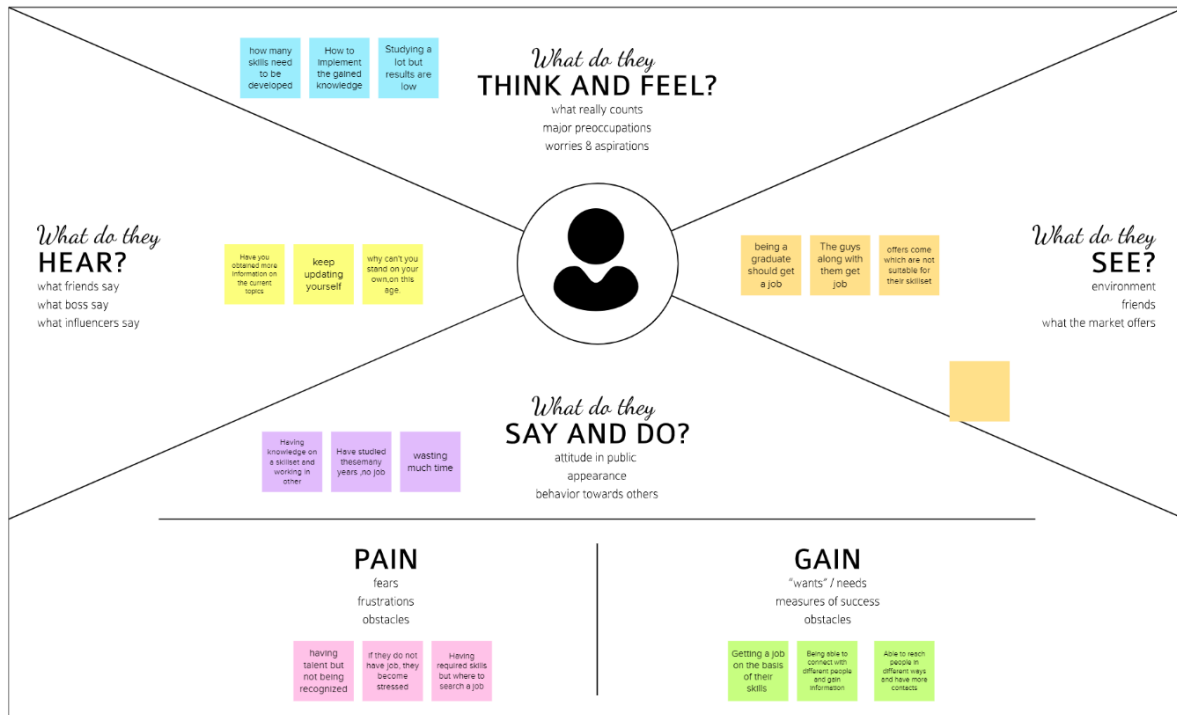 how many
skills need
to be
developed
How to
implement
the gained
knowledge
Studying a
lot but
results are
low
What do they
THINK AND FEEL?
what really counts
major preoccupations
worries & aspirations
What do they
HEAR?
what friends say
what boss say
what influencers say
Have you
obtained more
information on
the current
topics
keep
updating
yourself
why can't you
stand on your
own,on this
age.
being a
graduate
should get
a job
The guys
along with
them get
job
offers come
which are not
suitable for
their skillset
What do they
SEE?
environment
friends
what the market offers
What do they
SAY AND DO?
attitude in public
appearance
behavior towards others
Having
knowledge on
a skillset and
working in
other
Have studied
thesemany
years ,no job
wasting
much time
PAIN
fears
frustrations
obstacles
having
talent but
not being
recognized
If they do not
have job, they
become
stressed
Having
required skills
but where to
search a job
GAIN
"wants" / needs
measures of success
obstacles
Getting a job
on the basis
of their
skills
Being able to
connect with
different people
and gain
information
Able to reach
people in
different ways
and have more
contacts